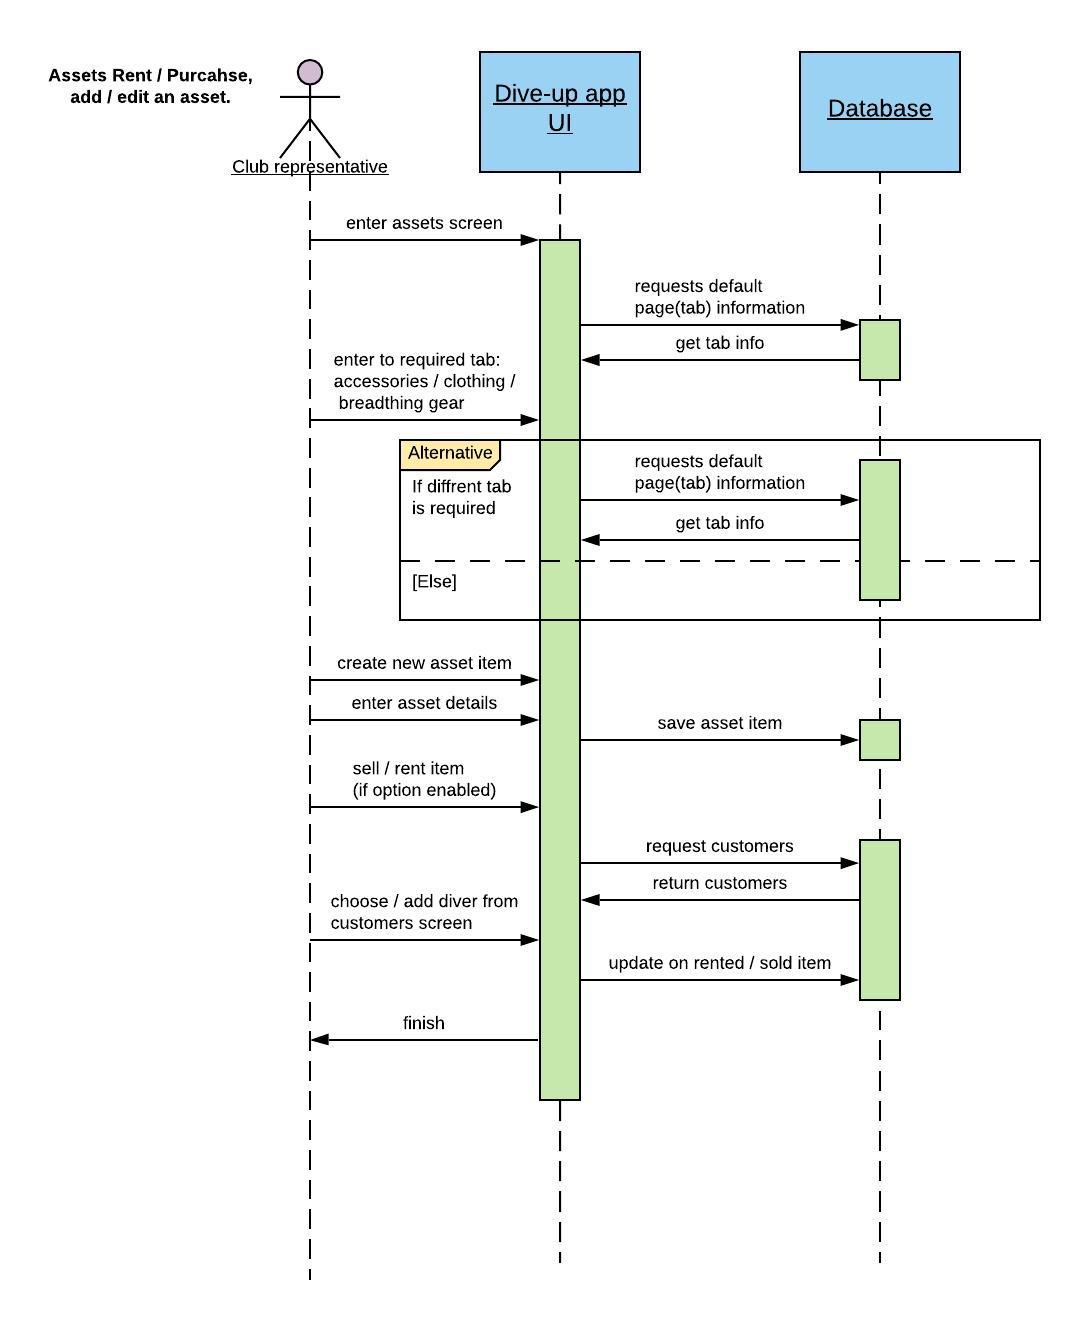 Assets Rent / Purcahse,
add / edit an asset.
Club representative
Dive-up app
UI
Database
enter assets screen
requests default
page(tab) information
get tab info
enter to required tab:
accessories / clothing /
breadthing gear
Alternative
If diffrent tab
is required
requests default
page(tab) information
get tab info
[Else]
create new asset item
enter asset details
save asset item
sell / rent item
(if option enabled)
request customers
return customers
choose / add diver from
customers screen
update on rented / sold item
finish